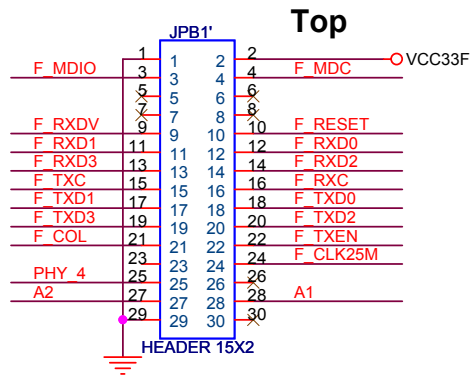 Top
JPB1'
1 1 2 2 VCC33F
F_MDIO 3 3 4 4 F_MDC
5 5 6 6
7 7 8 8
F_RXDV 9 9 10 10 F_RESET
F_RXD1 11 11 12 12 F_RXD0
F_RXD3 13 13 14 14 F_RXD2
F_TXC 15 15 16 16 F_RXC
F_TXD1 17 17 18 18 F_TXD0
F_TXD3 19 19 20 20 F_TXD2
F_COL 21 21 22 22 F_TXEN
23 23 24 24 F_CLK25M
PHY_4 25 25 26 26
A2 27 27 28 28 A1
29 29 30 30
HEADER 15X2